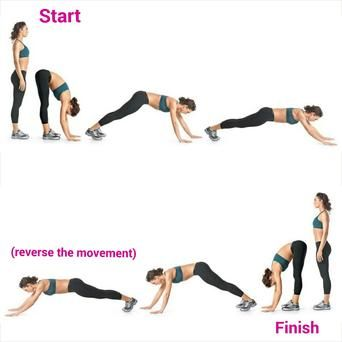 Start
(reverse the movement)
Finish